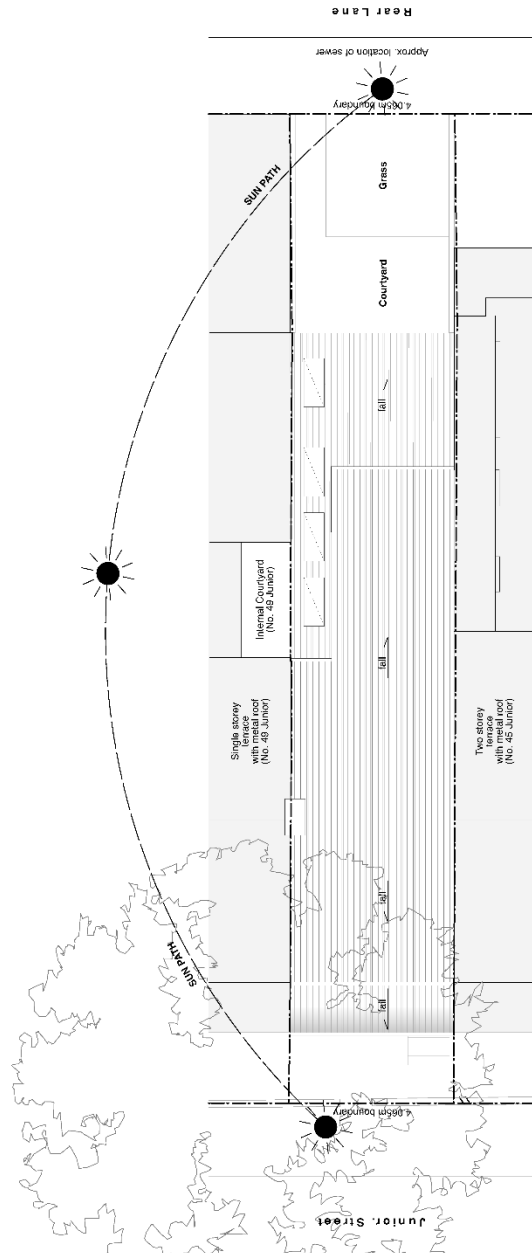 Rear Lane
Approx. location of sewer
4.065m boundary
SUN PATH
Grass
Courtyard
fall
Internal Courtyard
(No. 49 Junior)
fall
Single storey
terrace
with metal roof
(No. 49 Junior)
Two storey
terrace
with metal roof
(No. 45 Junior)
fall
SUN PATH
fall
4.065m boundary
Junior. Street